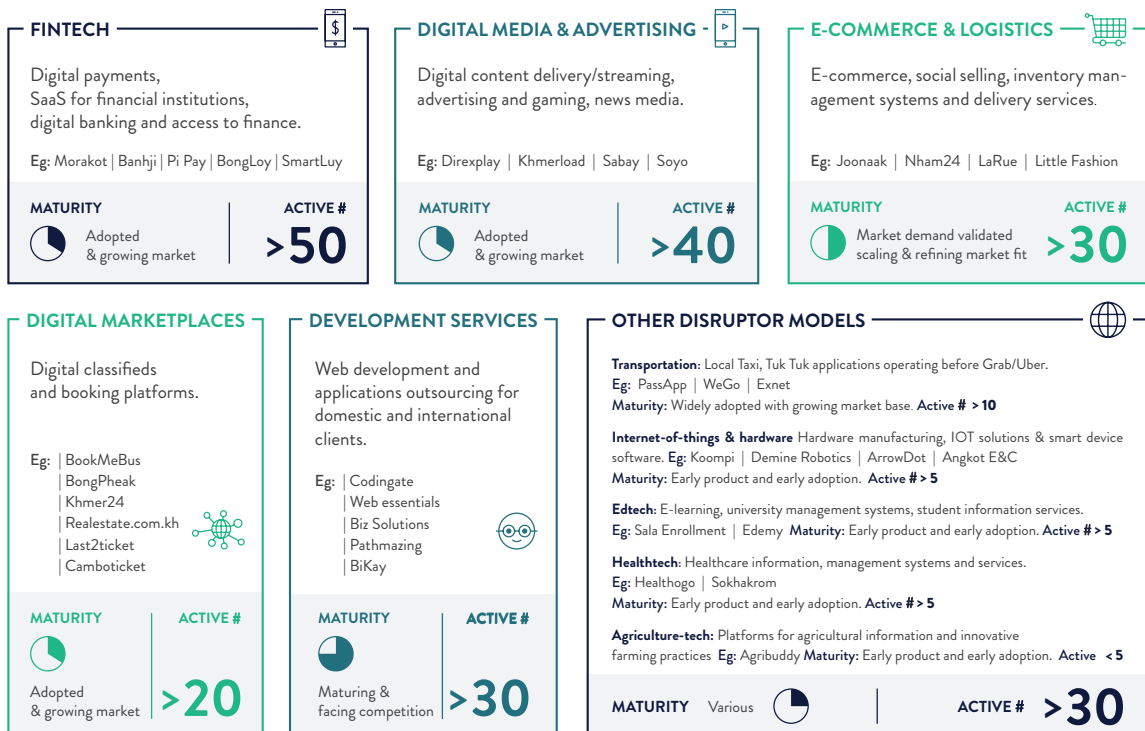 FINTECH
Digital payments,
SaaS for financial institutions,
digital banking and access to finance.
Eg: Morakot | Banhji | Pi Pay | BongLoy | SmartLuy
MATURITY
Adopted
& growing market
ACTIVE #
>50
DIGITAL MEDIA & ADVERTISING
Digital content delivery/streaming,
advertising and gaming, news media.
Eg: Direxplay | Khmerload | Sabay | Soyo
MATURITY
Adopted
& growing market
ACTIVE #
>40
E-COMMERCE & LOGISTICS
E-commerce, social selling, inventory man-
agement systems and delivery services.
Eg: Joonaak | Nham24 | LaRue | Little Fashion
MATURITY
Market demand validated
scaling & refining market fit
ACTIVE #
>30
DIGITAL MARKETPLACES
Digital classifieds
and booking platforms.
Eg: | BookMeBus
| BongPheak
| Khmer24
| Realestate.com.kh
| Last2ticket
| Camboticket
MATURITY
Adopted
& growing market
ACTIVE #
>20
DEVELOPMENT SERVICES
Web development and
applications outsourcing for
domestic and international
clients.
Eg: | Codingate
| Web essentials
| Biz Solutions
| Pathmazing
| BiKay
MATURITY
Maturing &
facing competition
ACTIVE #
>30
OTHER DISRUPTOR MODELS
Transportation: Local Taxi, Tuk Tuk applications operating before Grab/Uber.
Eg: PassApp | WeGo | Exnet
Maturity: Widely adopted with growing market base. Active # > 10
Internet-of-things & hardware Hardware manufacturing, IOT solutions & smart device
software. Eg: Koompi | Demine Robotics | ArrowDot | Angkot E&C
Maturity: Early product and early adoption. Active # > 5
Edtech: E-learning, university management systems, student information services.
Eg: Sala Enrollment | Edemy Maturity: Early product and early adoption. Active # > 5
Healthtech: Healthcare information, management systems and services.
Eg: Healthogo | Sokhakrom
Maturity: Early product and early adoption. Active # > 5
Agriculture-tech: Platforms for agricultural information and innovative
farming practices Eg: Agribuddy Maturity: Early product and early adoption. Active < 5
MATURITY Various
ACTIVE # >30